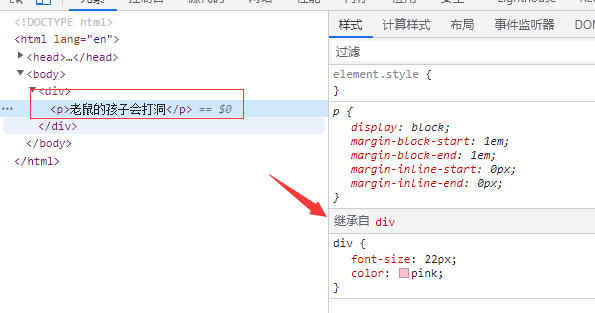 Lighthouse
样式
计算样式
布局
事件监听器
DOM
过滤
<!DOCTYPE html>
<html lang="en">
<head>…</head>
<body>
<div>
<p>老鼠的孩子会打洞</p> == $0
</div>
</body>
</html>
element.style {
}
p {
display: block;
margin-block-start: 1em;
margin-block-end: 1em;
margin-inline-start: 0px;
margin-inline-end: 0px;
}
继承自 div
div {
font-size: 22px;
color: pink;
}